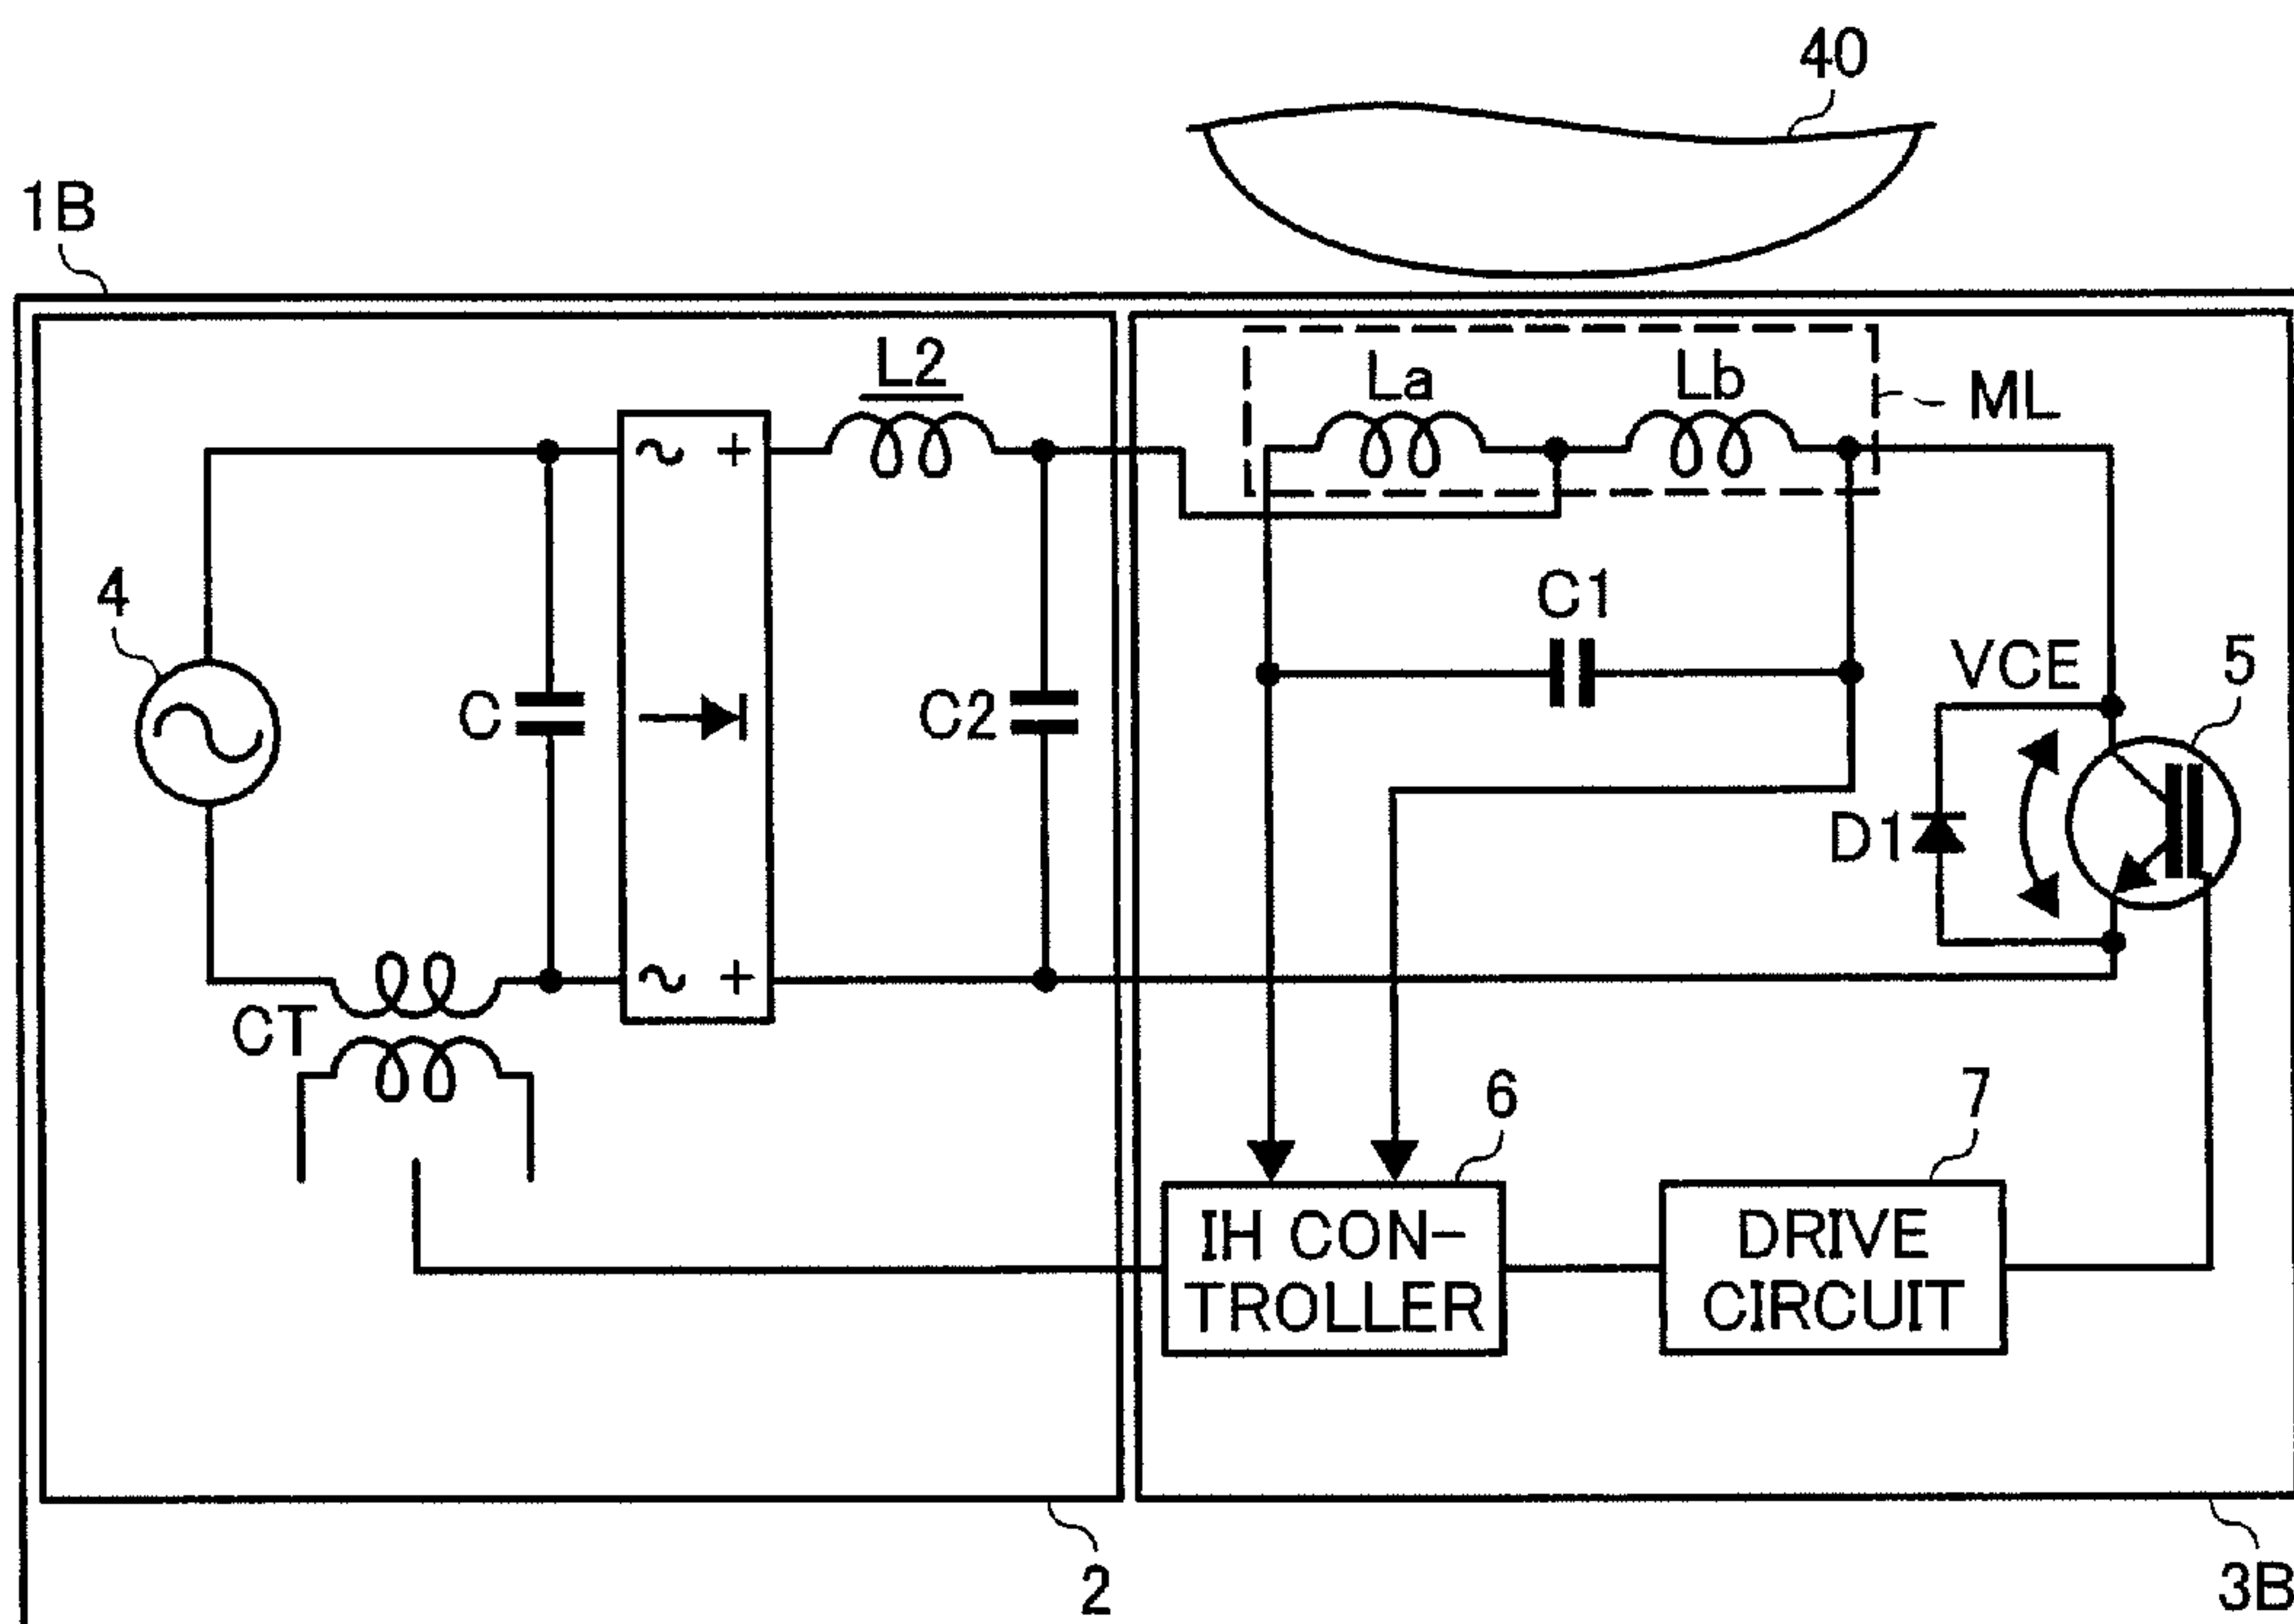 40
1B
L2
La
Lb
ML
~ +
4
C1
VCE
5
C
C2
D1
~ +
CT
6
7
IH CON-
TROLLER
DRIVE
CIRCUIT
2
3B